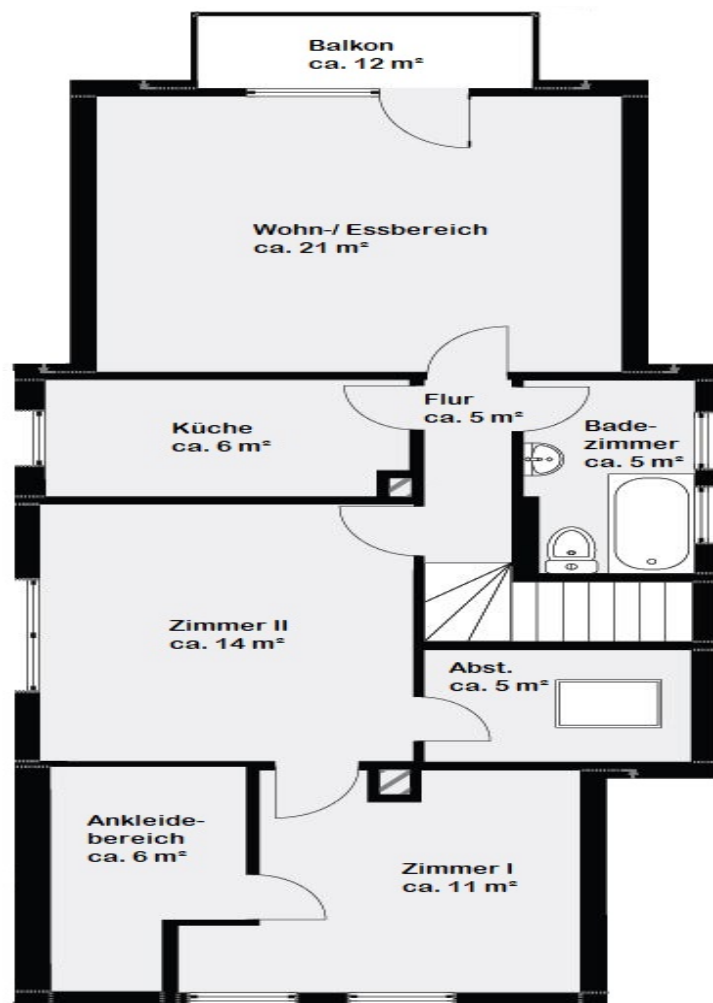 Balkon
ca. 12 m²
Wohn-/ Essbereich
ca. 21 m²
Flur
ca. 5 m²
Küche
ca. 6 m²
Bade-
zimmer
ca. 5 m²
Zimmer II
ca. 14 m²
Abst.
ca. 5 m²
Ankleide-
bereich
ca. 6 m²
Zimmer I
ca. 11 m²